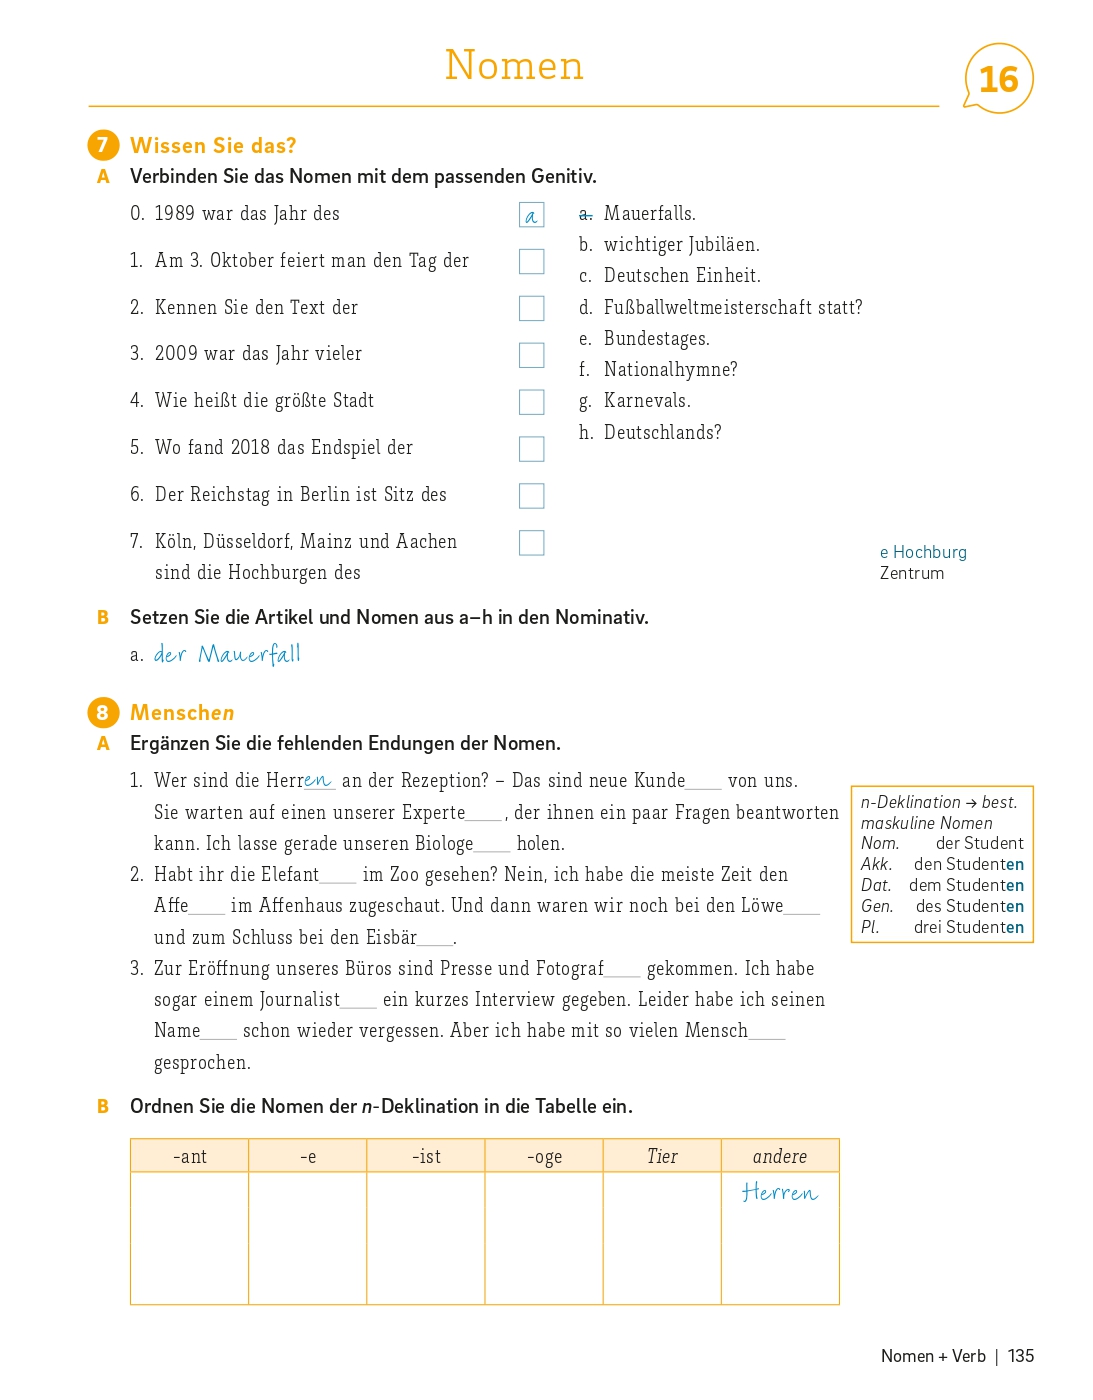 Nomen
16
7 Wissen Sie das?
A Verbinden Sie das Nomen mit dem passenden Genitiv.
0. 1989 war das Jahr des
a
1. Am 3. Oktober feiert man den Tag der
2. Kennen Sie den Text der
3. 2009 war das Jahr vieler
4. Wie heißt die größte Stadt
5. Wo fand 2018 das Endspiel der
6. Der Reichstag in Berlin ist Sitz des
7. Köln, Düsseldorf, Mainz und Aachen
sind die Hochburgen des
a. Mauerfalls.
b. wichtiger Jubiläen.
c. Deutschen Einheit.
d. Fußballweltmeisterschaft statt?
e. Bundestages.
f. Nationalhymne?
g. Karnevals.
h. Deutschlands?
e Hochburg
Zentrum
B Setzen Sie die Artikel und Nomen aus a–h in den Nominativ.
a. der Mauerfall
8 Menschen
A Ergänzen Sie die fehlenden Endungen der Nomen.
1. Wer sind die Herren an der Rezeption? – Das sind neue Kunde____ von uns.
Sie warten auf einen unserer Experte____, der ihnen ein paar Fragen beantworten
kann. Ich lasse gerade unseren Biologe____ holen.
2. Habt ihr die Elefant____ im Zoo gesehen? Nein, ich habe die meiste Zeit den
Affe____ im Affenhaus zugeschaut. Und dann waren wir noch bei den Löwe____
und zum Schluss bei den Eisbär____.
3. Zur Eröffnung unseres Büros sind Presse und Fotograf____ gekommen. Ich habe
sogar einem Journalist____ ein kurzes Interview gegeben. Leider habe ich seinen
Name____ schon wieder vergessen. Aber ich habe mit so vielen Mensch____
gesprochen.
n-Deklination → best.
maskuline Nomen
Nom. der Student
Akk. den Studenten
Dat. dem Studenten
Gen. des Studenten
Pl. drei Studenten
B Ordnen Sie die Nomen der n-Deklination in die Tabelle ein.
-ant -e -ist -oge Tier andere
Herren
Nomen + Verb | 135